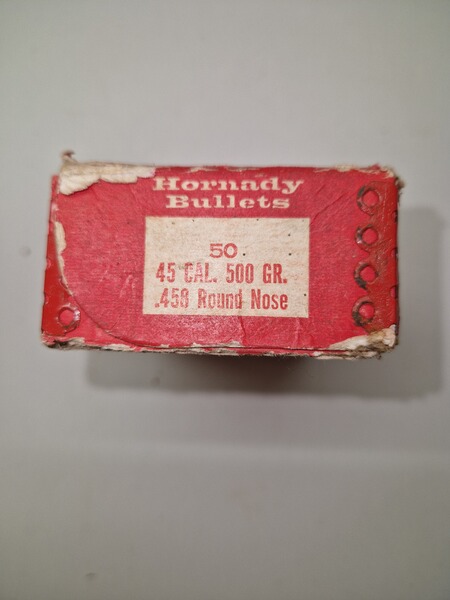 Hornady
Bullets
50
45 CAL. 500 GR.
.458 Round Nose